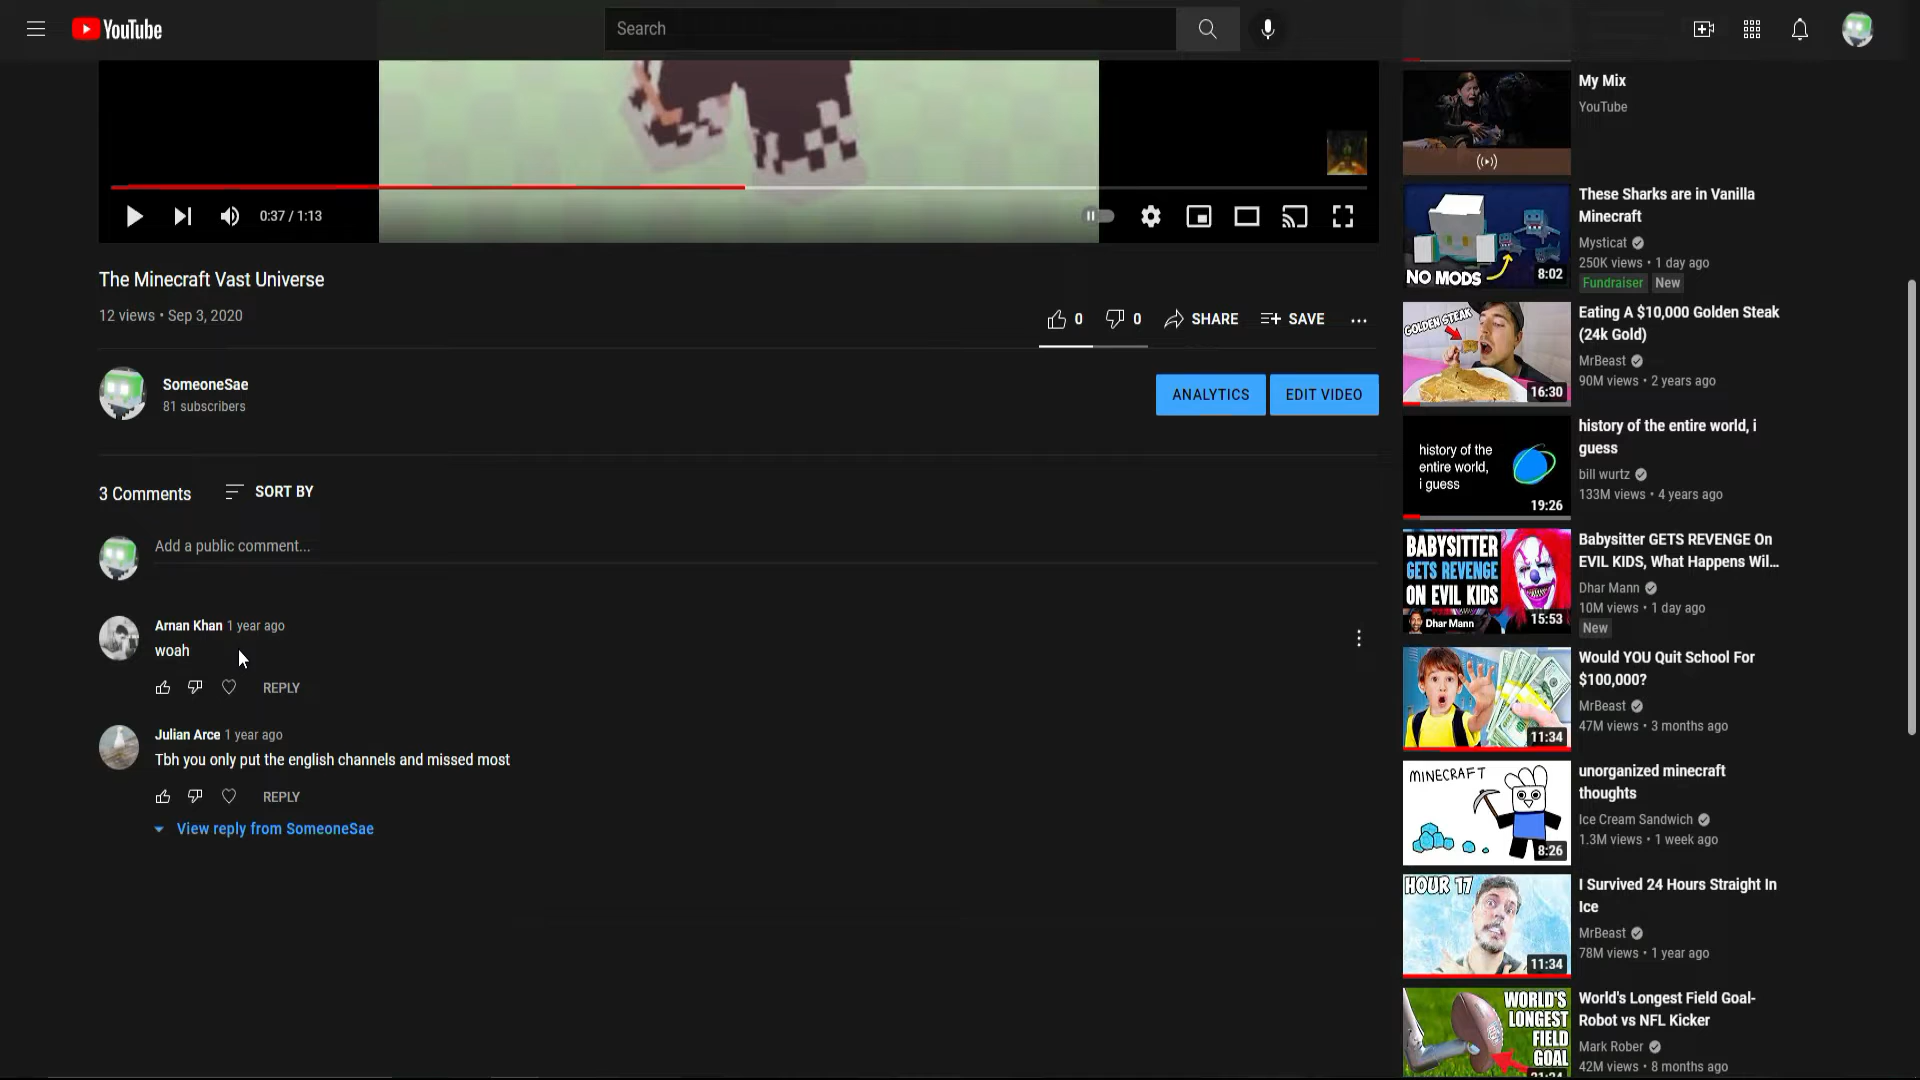 YouTube
Search
0:37 / 1:13
The Minecraft Vast Universe
12 views • Sep 3, 2020
0
0
SHARE
SAVE
SomeoneSae
81 subscribers
ANALYTICS
EDIT VIDEO
3 Comments
SORT BY
Add a public comment...
Arnan Khan 1 year ago
woah
REPLY
Julian Arce 1 year ago
Tbh you only put the english channels and missed most
REPLY
View reply from SomeoneSae
My Mix
YouTube
NO MODS
8:02
These Sharks are in Vanilla
Minecraft
Mysticat
250K views • 1 day ago
Fundraiser New
GOLDEN STEAK
16:30
Eating A $10,000 Golden Steak
(24k Gold)
MrBeast
90M views • 2 years ago
history of the
entire world,
i guess
19:26
history of the entire world, i
guess
bill wurtz
133M views • 4 years ago
BABYSITTER
GETS REVENGE
ON EVIL KIDS
Dhar Mann
15:53
Babysitter GETS REVENGE On
EVIL KIDS, What Happens Wil...
Dhar Mann
10M views • 1 day ago
New
11:34
Would YOU Quit School For
$100,000?
MrBeast
47M views • 3 months ago
MINECRAFT
8:26
unorganized minecraft
thoughts
Ice Cream Sandwich
1.3M views • 1 week ago
HOUR 17
11:34
I Survived 24 Hours Straight In
Ice
MrBeast
78M views • 1 year ago
WORLD'S
LONGEST
FIELD
GOAL
World's Longest Field Goal-
Robot vs NFL Kicker
Mark Rober
42M views • 8 months ago